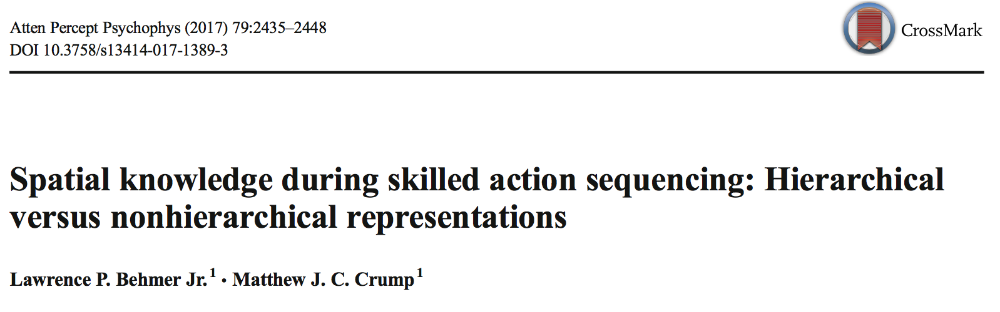 Atten Percept Psychophys (2017) 79:2435–2448
DOI 10.3758/s13414-017-1389-3
CrossMark
Spatial knowledge during skilled action sequencing: Hierarchical
versus nonhierarchical representations
Lawrence P. Behmer Jr.¹ · Matthew J. C. Crump¹